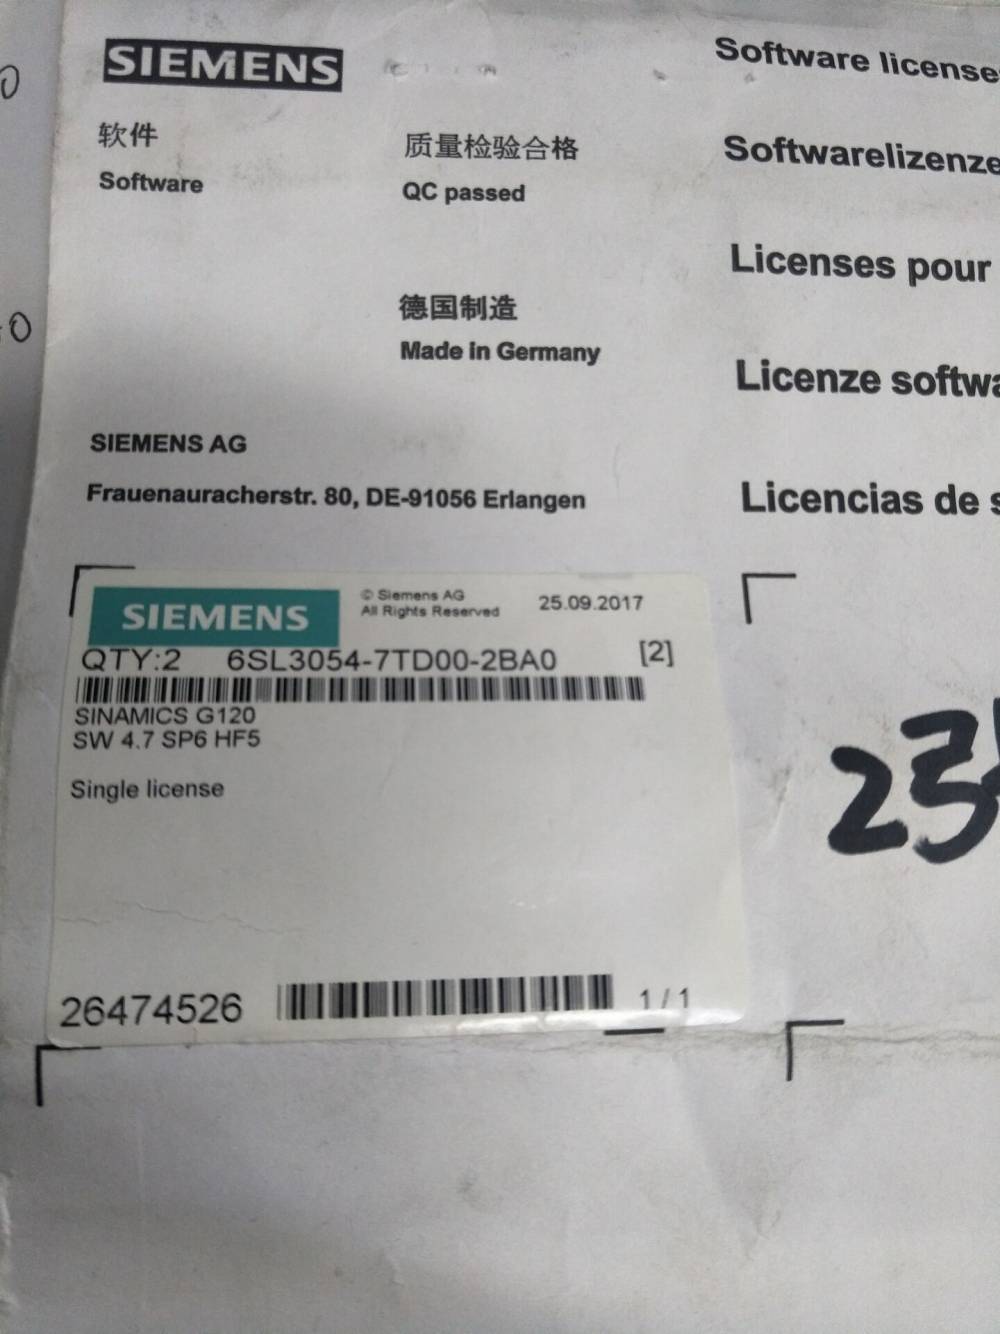 SIEMENS
软件
Software
质量检验合格
QC passed
德国制造
Made in Germany
SIEMENS AG
Frauenauracherstr. 80, DE-91056 Erlangen
Software license
Softwarelizenze
Licenses pour
Licenze softwa
Licencias de s
SIEMENS
© Siemens AG
All Rights Reserved
25.09.2017
QTY:2 6SL3054-7TD00-2BA0 [2]
SINAMICS G120
SW 4.7 SP6 HF5
Single license
26474526
1 / 1
23
0
0